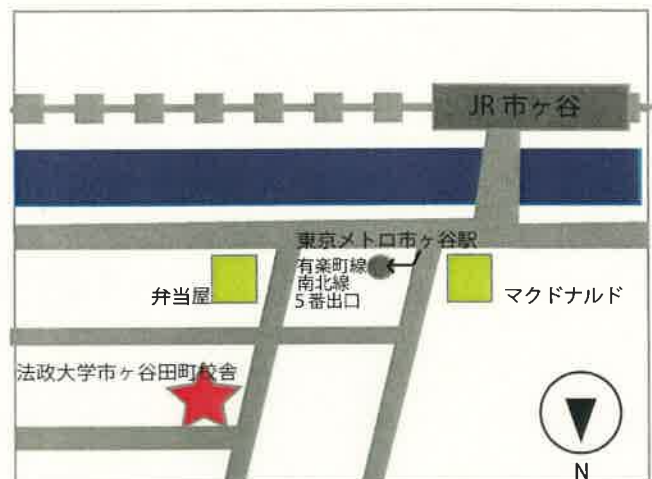 JR 市ヶ谷
東京メトロ市ヶ谷駅
有楽町線
南北線
5番出口
弁当屋
マクドナルド
法政大学市ヶ谷田町校舎
N